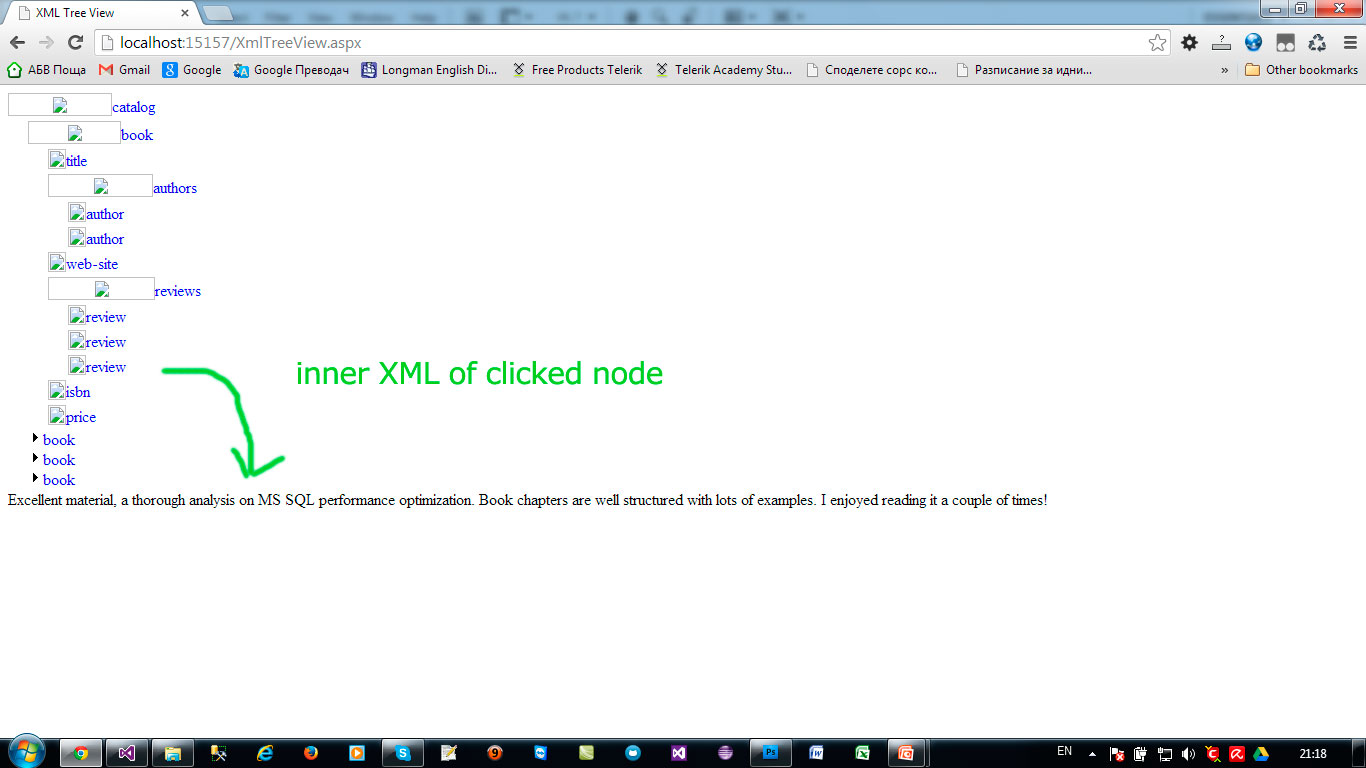 XML Tree View
localhost:15157/XmlTreeView.aspx
АБВ Поща Gmail Google Google Преводач Longman English Di... Free Products Telerik Telerik Academy Stu... Споделете сорс ко... Разписание за идни... » Other bookmarks
catalog
book
title
authors
author
author
web-site
reviews
review
review
review
inner XML of clicked node
isbn
price
book
book
book
Excellent material, a thorough analysis on MS SQL performance optimization. Book chapters are well structured with lots of examples. I enjoyed reading it a couple of times!
EN 21:18